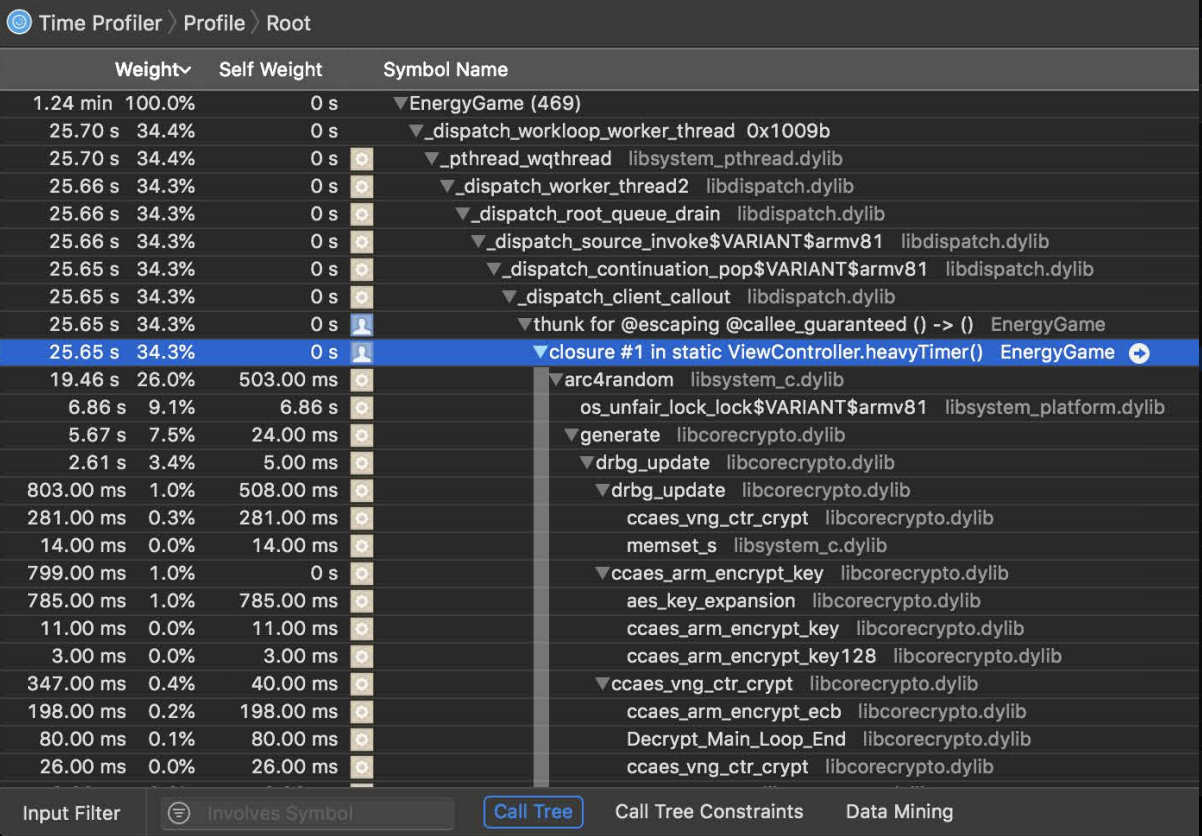 Time Profiler Profile Root
Weight Self Weight Symbol Name
1.24 min 100.0% 0 s EnergyGame (469)
25.70 s 34.4% 0 s _dispatch_workloop_worker_thread 0x1009b
25.70 s 34.4% 0 s _pthread_wqthread libsystem_pthread.dylib
25.66 s 34.3% 0 s _dispatch_worker_thread2 libdispatch.dylib
25.66 s 34.3% 0 s _dispatch_root_queue_drain libdispatch.dylib
25.66 s 34.3% 0 s _dispatch_source_invoke$VARIANT$armv81 libdispatch.dylib
25.65 s 34.3% 0 s _dispatch_continuation_pop$VARIANT$armv81 libdispatch.dylib
25.65 s 34.3% 0 s _dispatch_client_callout libdispatch.dylib
25.65 s 34.3% 0 s thunk for @escaping @callee_guaranteed () -> () EnergyGame
25.65 s 34.3% 0 s closure #1 in static ViewController.heavyTimer() EnergyGame
19.46 s 26.0% 503.00 ms arc4random libsystem_c.dylib
6.86 s 9.1% 6.86 s os_unfair_lock_lock$VARIANT$armv81 libsystem_platform.dylib
5.67 s 7.5% 24.00 ms generate libcorecrypto.dylib
2.61 s 3.4% 5.00 ms drbg_update libcorecrypto.dylib
803.00 ms 1.0% 508.00 ms drbg_update libcorecrypto.dylib
281.00 ms 0.3% 281.00 ms ccaes_vng_ctr_crypt libcorecrypto.dylib
14.00 ms 0.0% 14.00 ms memset_s libsystem_c.dylib
799.00 ms 1.0% 0 s ccaes_arm_encrypt_key libcorecrypto.dylib
785.00 ms 1.0% 785.00 ms aes_key_expansion libcorecrypto.dylib
11.00 ms 0.0% 11.00 ms ccaes_arm_encrypt_key libcorecrypto.dylib
3.00 ms 0.0% 3.00 ms ccaes_arm_encrypt_key128 libcorecrypto.dylib
347.00 ms 0.4% 40.00 ms ccaes_vng_ctr_crypt libcorecrypto.dylib
198.00 ms 0.2% 198.00 ms ccaes_arm_encrypt_ecb libcorecrypto.dylib
80.00 ms 0.1% 80.00 ms Decrypt_Main_Loop_End libcorecrypto.dylib
26.00 ms 0.0% 26.00 ms ccaes_vng_ctr_crypt libcorecrypto.dylib
Input Filter Involves Symbol Call Tree Call Tree Constraints Data Mining